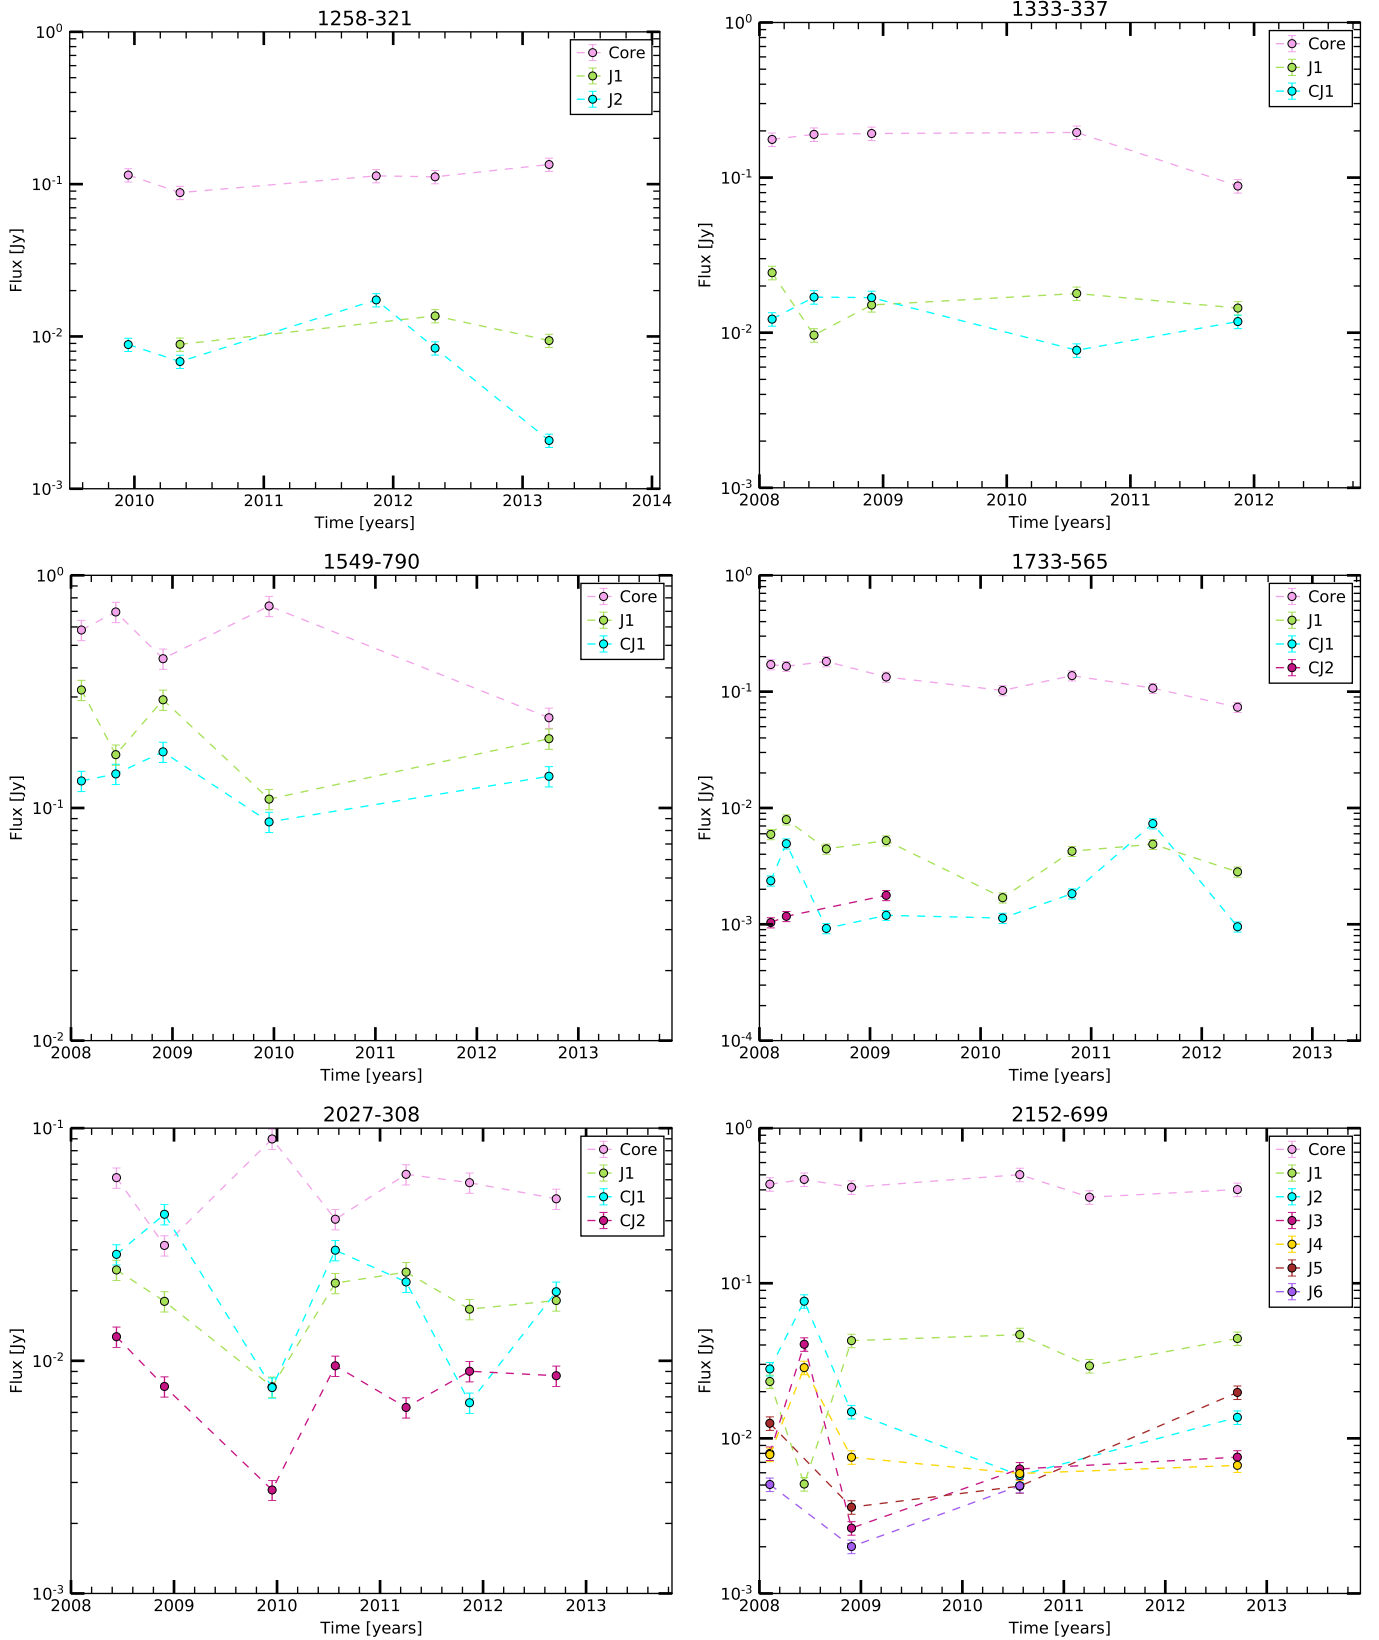 1258-321
Flux [Jy]
10^0
10^-1
10^-2
10^-3
Core
J1
J2
2010 2011 2012 2013 2014
Time [years]
1333-337
Flux [Jy]
10^0
10^-1
10^-2
10^-3
Core
J1
CJ1
2008 2009 2010 2011 2012
Time [years]
1549-790
Flux [Jy]
10^0
10^-1
10^-2
Core
J1
CJ1
2008 2009 2010 2011 2012 2013
Time [years]
1733-565
Flux [Jy]
10^0
10^-1
10^-2
10^-3
10^-4
Core
J1
CJ1
CJ2
2008 2009 2010 2011 2012 2013
Time [years]
2027-308
Flux [Jy]
10^-1
10^-2
10^-3
Core
J1
CJ1
CJ2
2008 2009 2010 2011 2012 2013
Time [years]
2152-699
Flux [Jy]
10^0
10^-1
10^-2
10^-3
Core
J1
J2
J3
J4
J5
J6
2008 2009 2010 2011 2012 2013
Time [years]